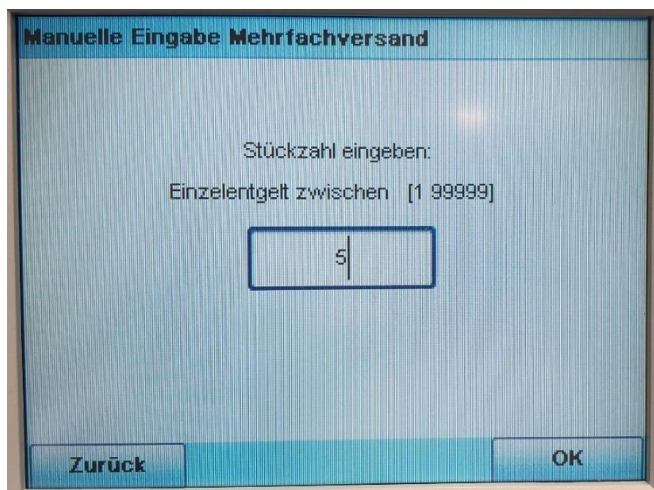 Manuelle Eingabe Mehrfachversand
Stückzahl eingeben:
Einzelentgelt zwischen [1 99999]
5
Zurück
OK